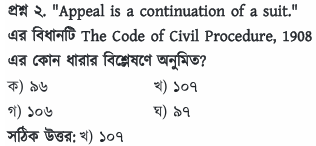 প্রশ্ন ২. "Appeal is a continuation of a suit."
এর বিধানটি The Code of Civil Procedure, 1908
এর কোন ধারার বিশ্লেষণে অনুমিত?
ক) ৯৬ খ) ১০৭
গ) ১০৬ ঘ) ৯৭
সঠিক উত্তর: খ) ১০৭